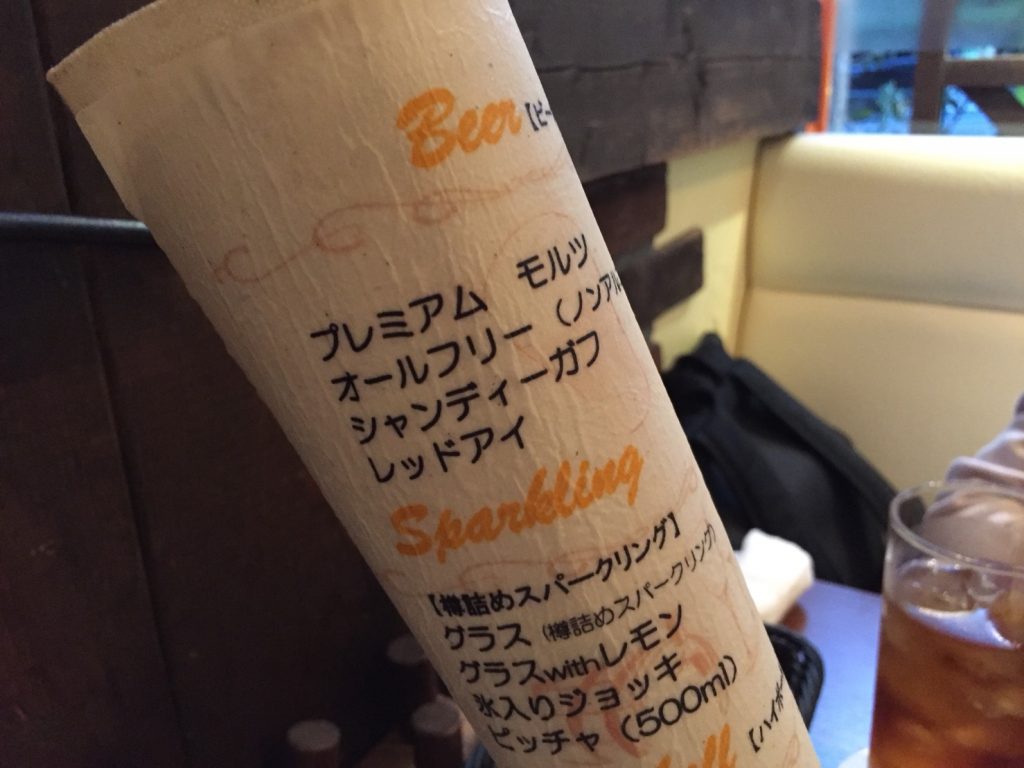 Beer【ビー
プレミアム　モルツ
オールフリー（ノンアル
シャンディーガフ
レッドアイ
Sparkling
【樽詰めスパークリング】
グラス（樽詰めスパークリング）
グラスwithレモン
氷入りジョッキ
ピッチャ（500ml）
【ハイボ